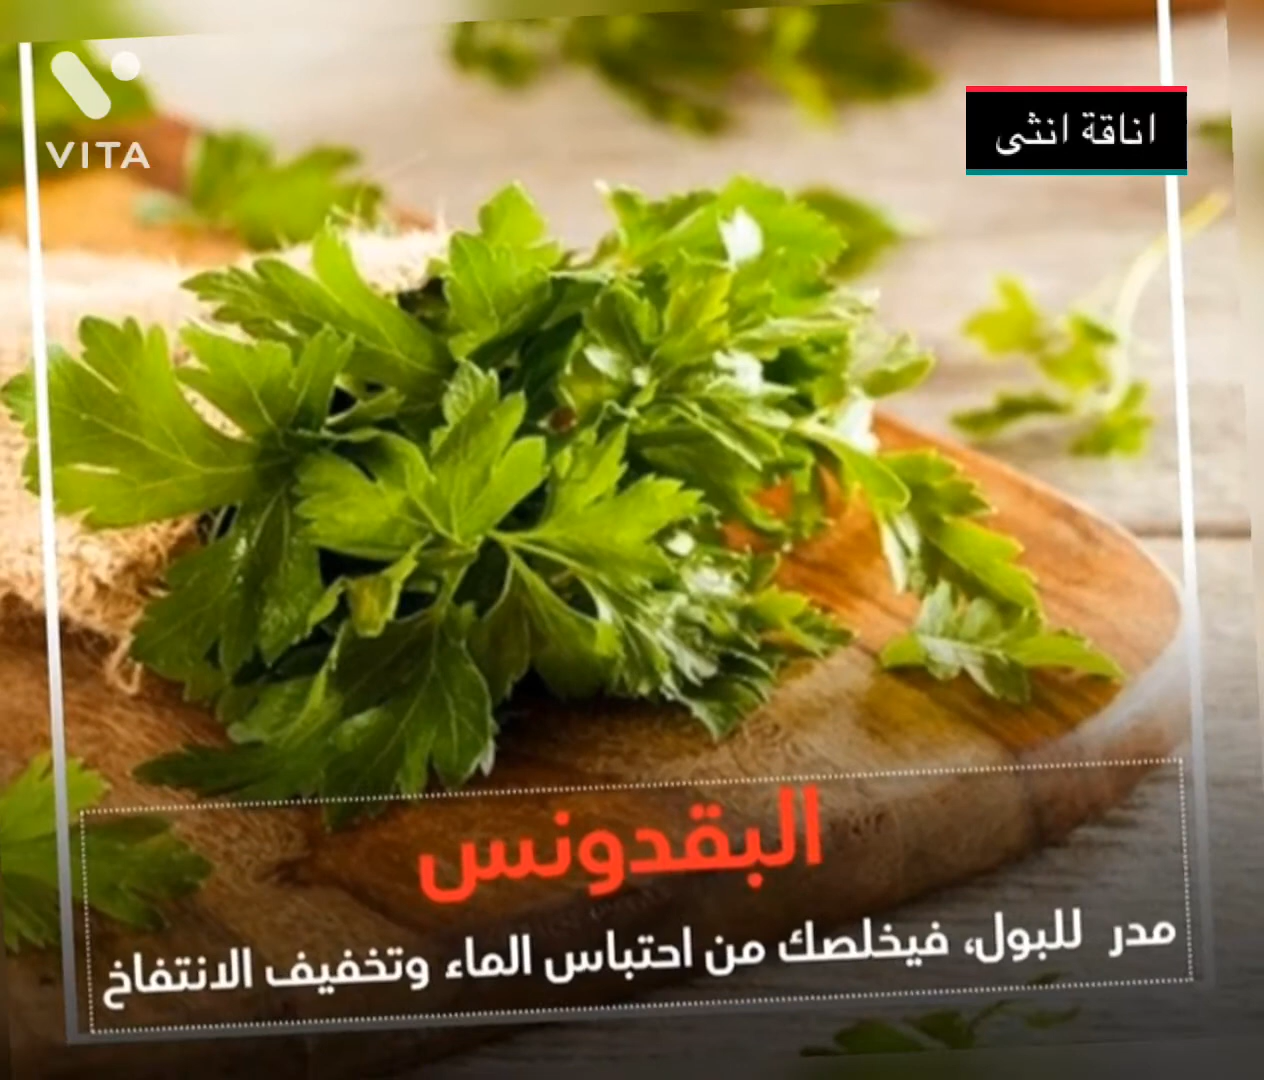 VITA
اناقة انثى
البقدونس
مدر للبول، فيخلصك من احتباس الماء وتخفيف الانتفاخ